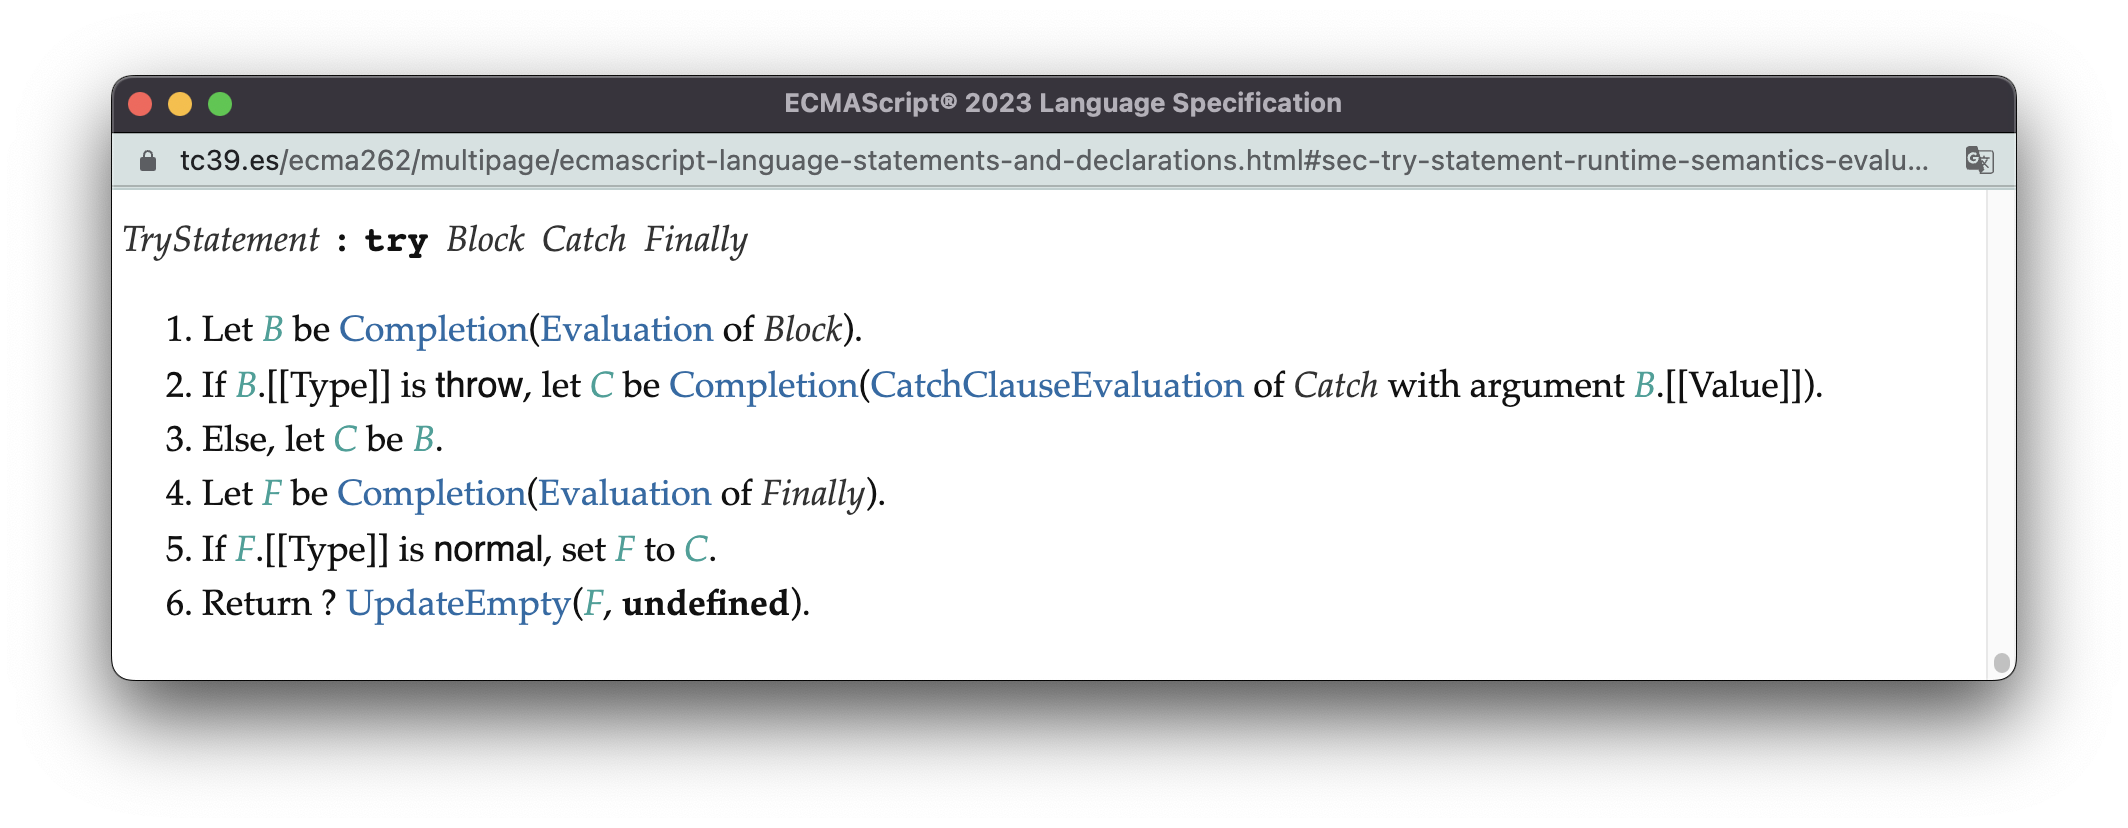 ECMAScript® 2023 Language Specification
tc39.es/ecma262/multipage/ecmascript-language-statements-and-declarations.html#sec-try-statement-runtime-semantics-evalu...
TryStatement : try Block Catch Finally
1. Let B be Completion(Evaluation of Block).
2. If B.[[Type]] is throw, let C be Completion(CatchClauseEvaluation of Catch with argument B.[[Value]]).
3. Else, let C be B.
4. Let F be Completion(Evaluation of Finally).
5. If F.[[Type]] is normal, set F to C.
6. Return ? UpdateEmpty(F, undefined).